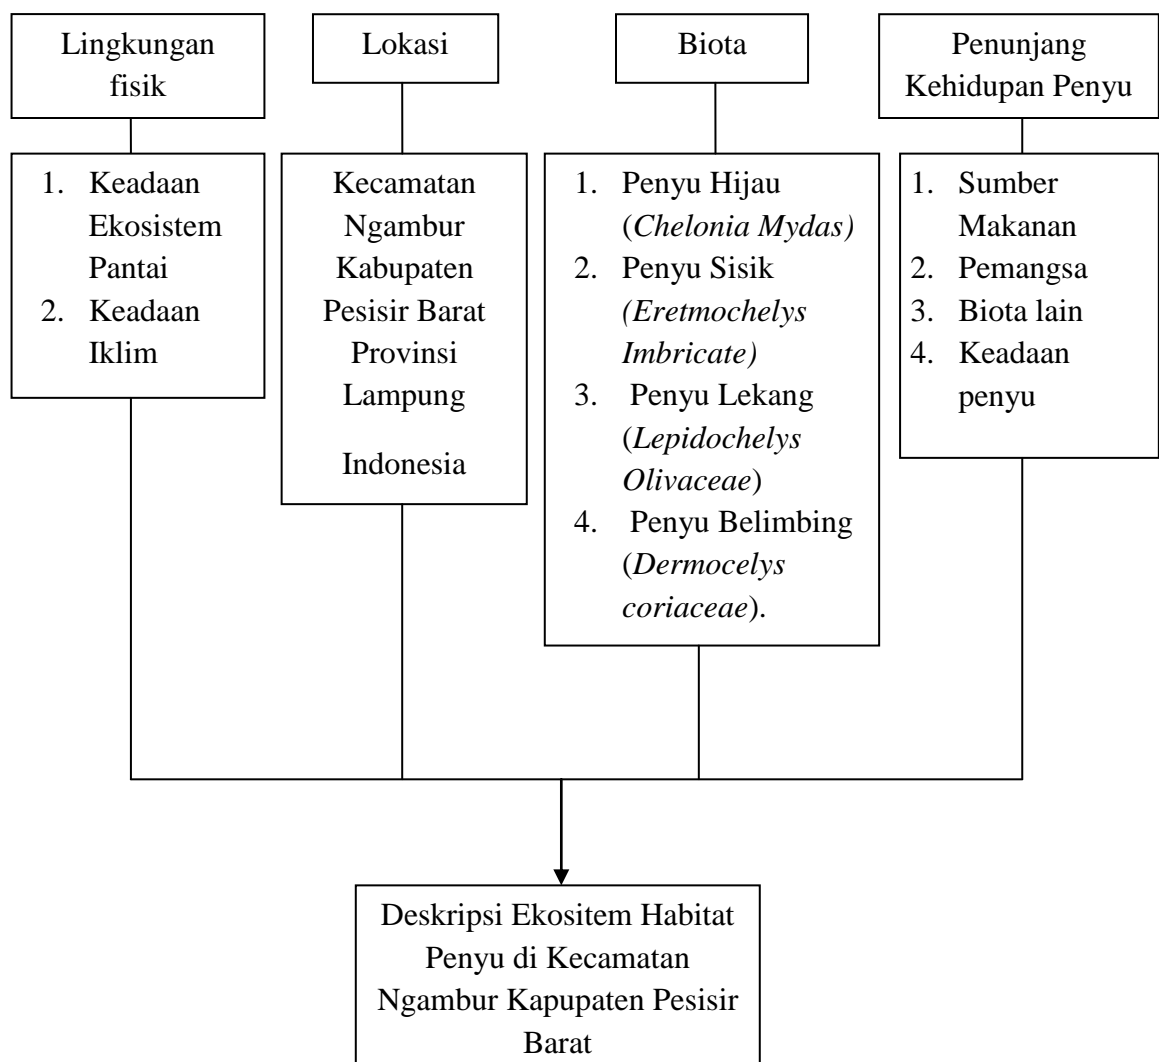 Lingkungan
fisik
Lokasi
Biota
Penunjang
Kehidupan Penyu
1. Keadaan
Ekosistem
Pantai
2. Keadaan
Iklim
Kecamatan
Ngambur
Kabupaten
Pesisir Barat
Provinsi
Lampung
Indonesia
1. Penyu Hijau
(Chelonia Mydas)
2. Penyu Sisik
(Eretmochelys
Imbricate)
3. Penyu Lekang
(Lepidochelys
Olivaceae)
4. Penyu Belimbing
(Dermocelys
coriaceae).
1. Sumber
Makanan
2. Pemangsa
3. Biota lain
4. Keadaan
penyu
Deskripsi Ekositem Habitat
Penyu di Kecamatan
Ngambur Kapupaten Pesisir
Barat